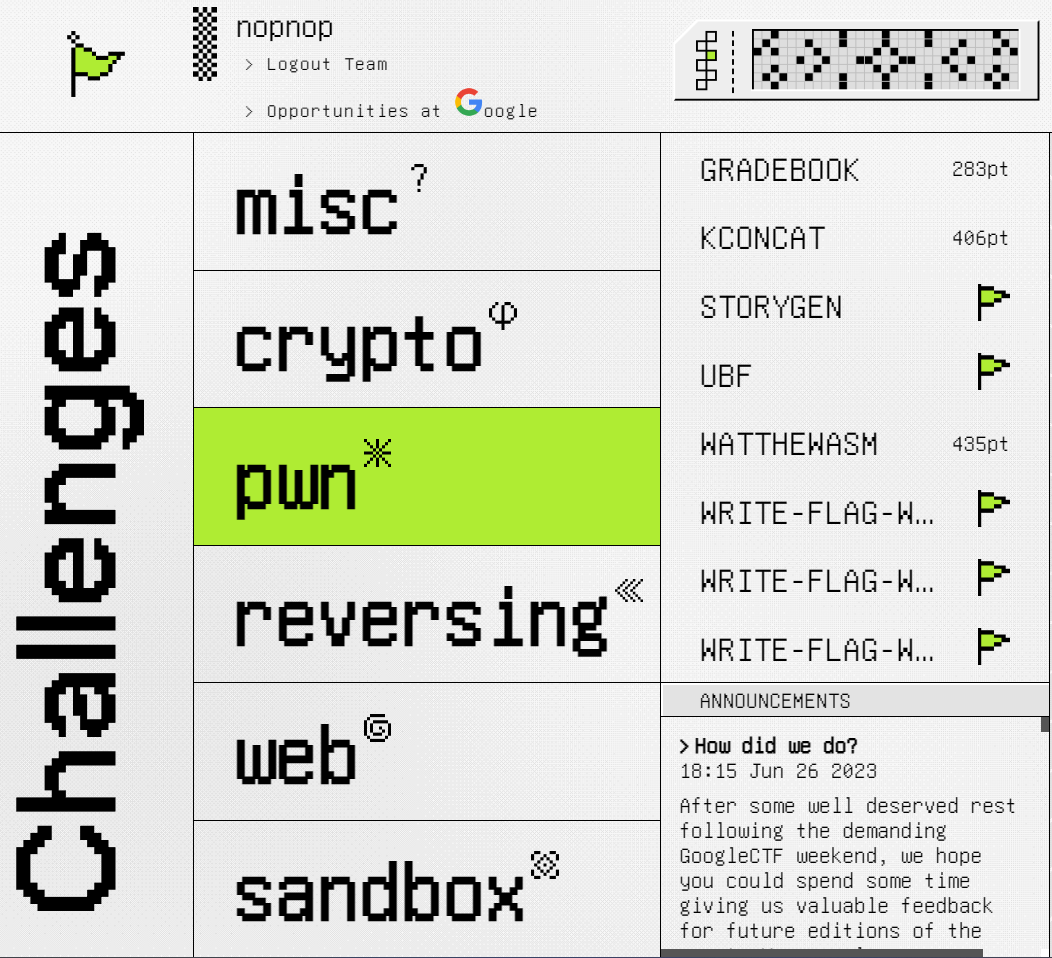 nopnop
> Logout Team
> Opportunities at Google
Challenges
misc ?
crypto φ
pwn *
reversing
web
sandbox
GRADEBOOK 283pt
KCONCAT 406pt
STORYGEN
UBF
WATTHEWASM 435pt
WRITE-FLAG-W…
WRITE-FLAG-W…
WRITE-FLAG-W…
ANNOUNCEMENTS
> How did we do?
18:15 Jun 26 2023
After some well deserved rest
following the demanding
GoogleCTF weekend, we hope
you could spend some time
giving us valuable feedback
for future editions of the